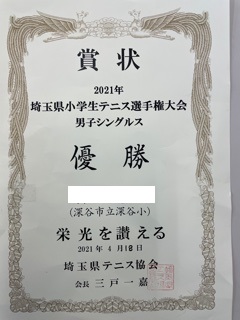 賞状
2021年
埼玉県小学生テニス選手権大会
男子シングルス
優勝
(深谷市立深谷小)
栄光を讃える
2021年4月18日
埼玉県テニス協会
会長 三戸一嘉